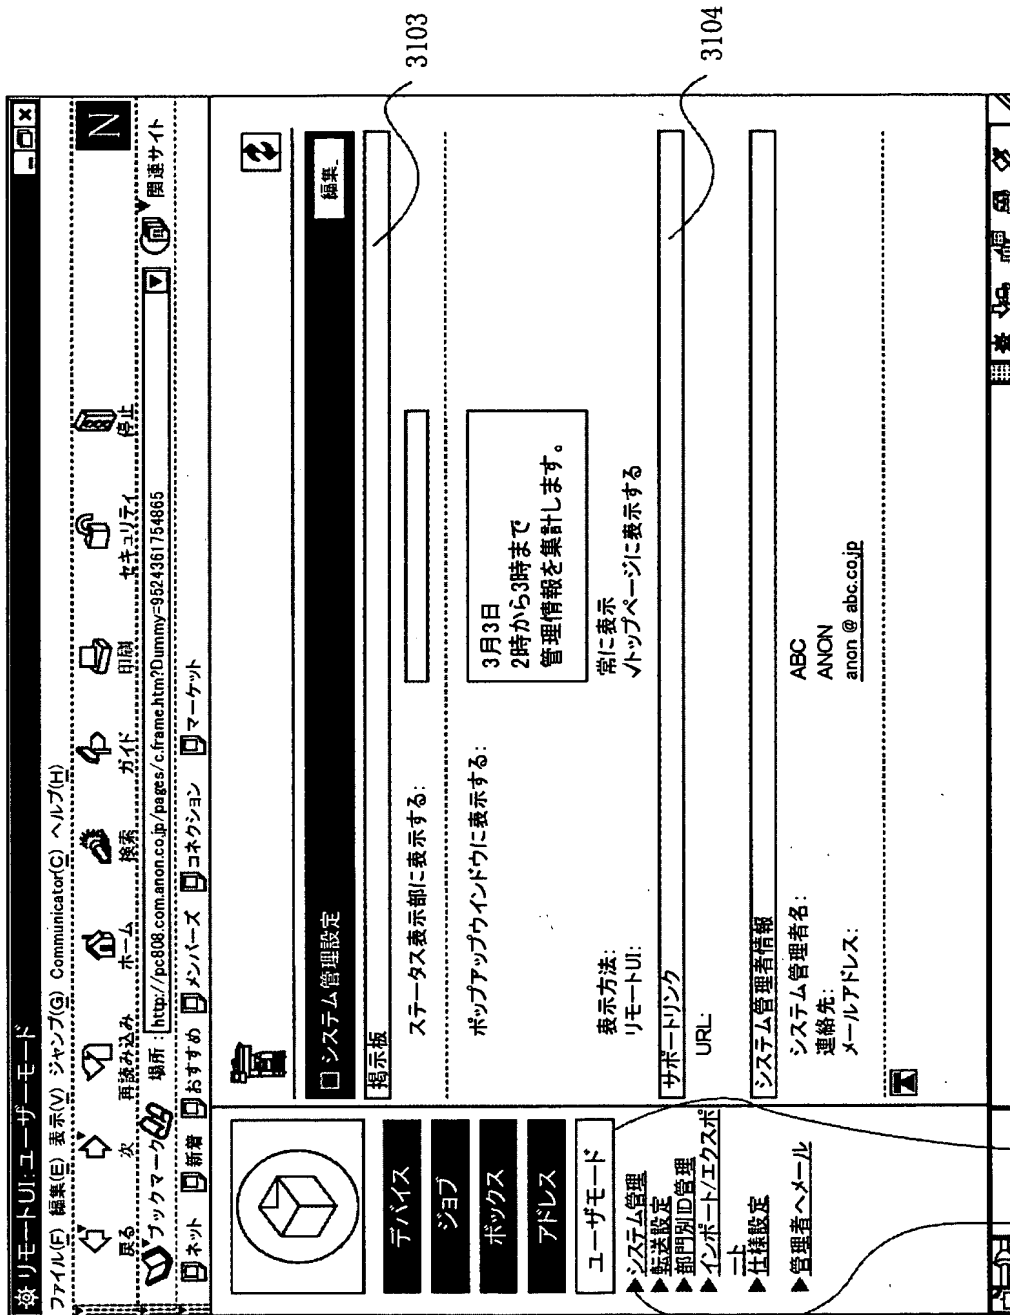 リモートUI:ユーザーモード
ファイル(F) 編集(E) 表示(V) ジャンプ(G) Communicator(C) ヘルプ(H)
戻る 次 再読み込み ホーム 検索 ガイド 印刷 セキュリティ 停止
N
ブックマーク 場所: http://pc808.com.anon.co.jp/pages/c.frame.htm?Dummy=9524361754865 関連サイト
ネット 新着 おすすめ メンバーズ コネクション マーケット
デバイス
ジョブ
ボックス
アドレス
ユーザモード
▶システム管理
▶転送設定
▶部門別ID管理
▶インポート/エクスポ
ート
▶仕様設定
▶管理者へメール
システム管理設定
編集
掲示板
ステータス表示部に表示する:
ポップアップウインドウに表示する:
3月3日
2時から3時まで
管理情報を集計します。
表示方法: 常に表示
リモートUI: √トップページに表示する
サポートリンク
URL:
システム管理者情報
システム管理者名: ABC
連絡先: ANON
メールアドレス: anon @ abc.co.jp
3103
3104